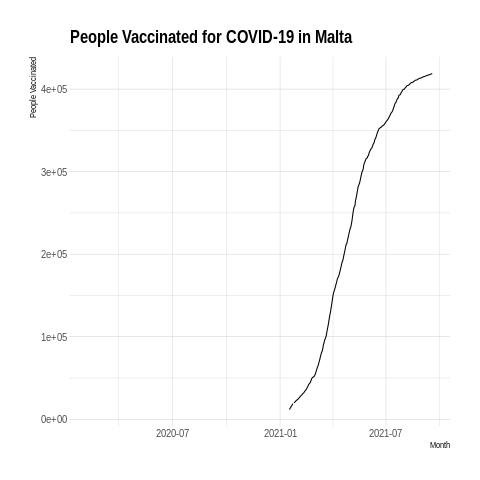 People Vaccinated for COVID-19 in Malta
People Vaccinated
4e+05
3e+05
2e+05
1e+05
0e+00
2020-07 2021-01 2021-07
Month